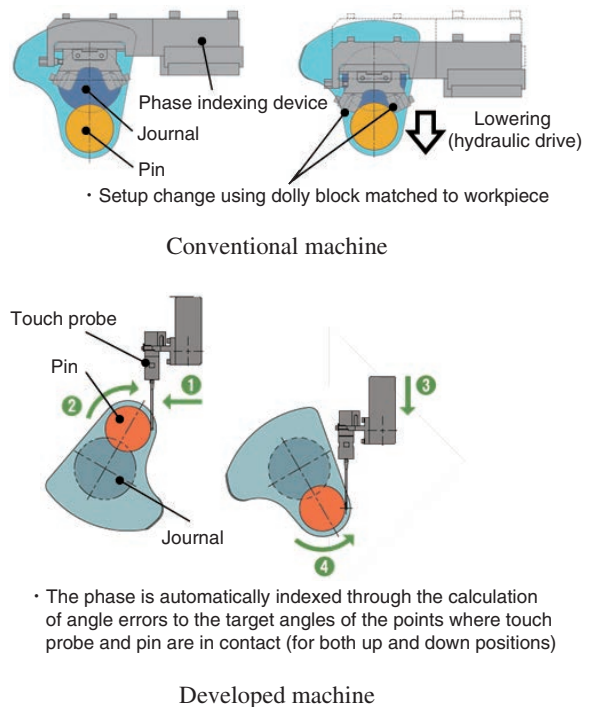 Phase indexing device
Journal
Pin
Lowering
(hydraulic drive)
・Setup change using dolly block matched to workpiece
Conventional machine
Touch probe
Pin
1
2
Journal
3
4
・The phase is automatically indexed through the calculation
of angle errors to the target angles of the points where touch
probe and pin are in contact (for both up and down positions)
Developed machine